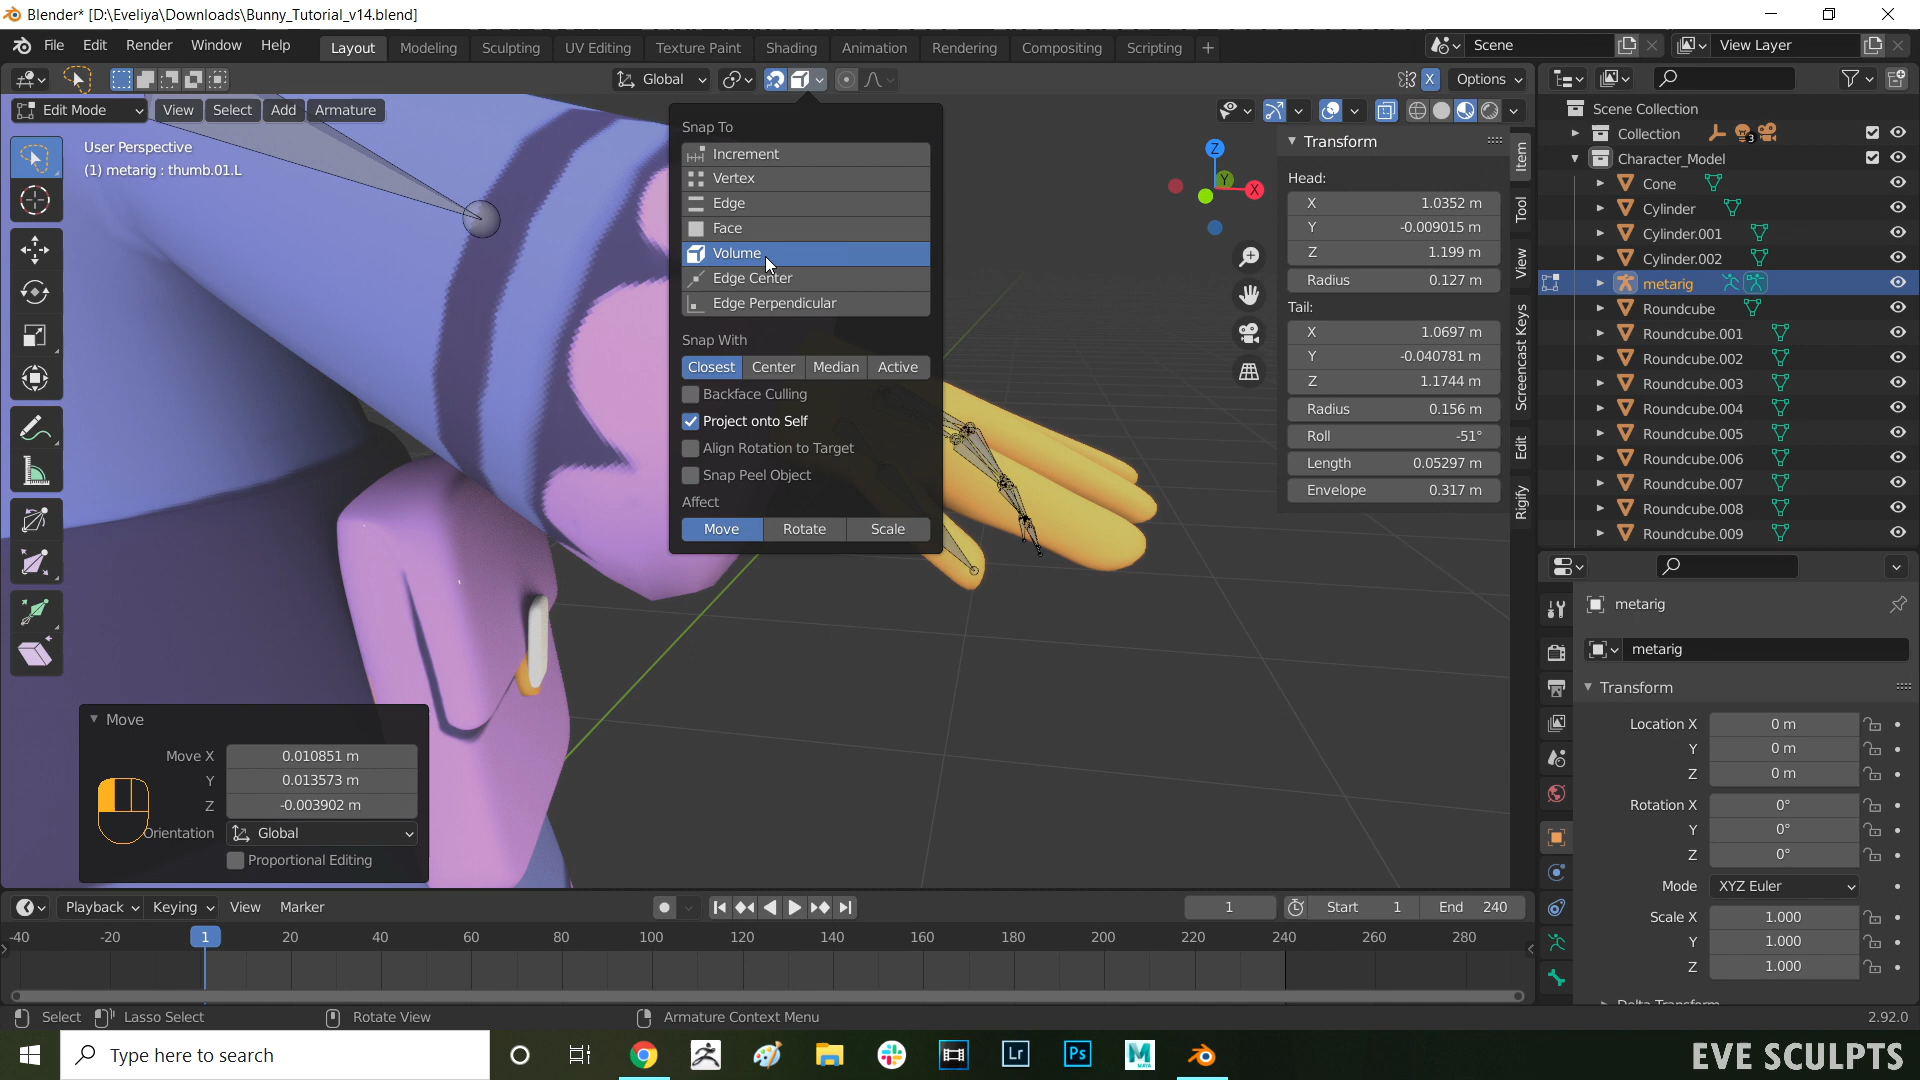 Blender* [D:\Eveliya\Downloads\Bunny_Tutorial_v14.blend]
File Edit Render Window Help Layout Modeling Sculpting UV Editing Texture Paint Shading Animation Rendering Compositing Scripting + Scene View Layer
Global X Options
Edit Mode View Select Add Armature
User Perspective
(1) metarig : thumb.01.L
Snap To
Increment
Vertex
Edge
Face
Volume
Edge Center
Edge Perpendicular
Snap With
Closest Center Median Active
Backface Culling
Project onto Self
Align Rotation to Target
Snap Peel Object
Affect
Move Rotate Scale
Z
Y
X
Transform
Head:
X 1.0352 m
Y -0.009015 m
Z 1.199 m
Radius 0.127 m
Tail:
X 1.0697 m
Y -0.040781 m
Z 1.1744 m
Radius 0.156 m
Roll -51°
Length 0.05297 m
Envelope 0.317 m
Item
Tool
View
Screencast Keys
Edit
Rigify
Scene Collection
Collection 3
Character_Model
Cone
Cylinder
Cylinder.001
Cylinder.002
metarig
Roundcube
Roundcube.001
Roundcube.002
Roundcube.003
Roundcube.004
Roundcube.005
Roundcube.006
Roundcube.007
Roundcube.008
Roundcube.009
metarig
metarig
Transform
Location X 0 m
Y 0 m
Z 0 m
Rotation X 0°
Y 0°
Z 0°
Mode XYZ Euler
Scale X 1.000
Y 1.000
Z 1.000
Delta Transform
Move
Move X 0.010851 m
Y 0.013573 m
Z -0.003902 m
Orientation Global
Proportional Editing
Playback Keying View Marker 1 Start 1 End 240
-40 -20 1 20 40 60 80 100 120 140 160 180 200 220 240 260 280
Select Lasso Select Rotate View Armature Context Menu 2.92.0
Type here to search
Lr Ps M
EVE SCULPTS